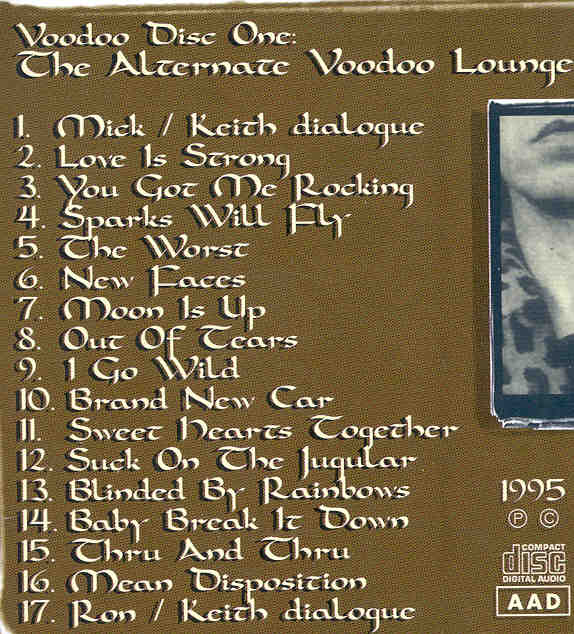 Voodoo Disc One:
The Alternate Voodoo Lounge
1. Mick / Keith dialogue
2. Love Is Strong
3. You Got Me Rocking
4. Sparks Will Fly
5. The Worst
6. New Faces
7. Moon Is Up
8. Out Of Tears
9. I Go Wild
10. Brand New Car
11. Sweet Hearts Together
12. Suck On The Jugular
13. Blinded By Rainbows
14. Baby Break It Down
15. Thru And Thru
16. Mean Disposition
17. Ron / Keith dialogue
1995
℗ ©
COMPACT
disc
DIGITAL AUDIO
AAD